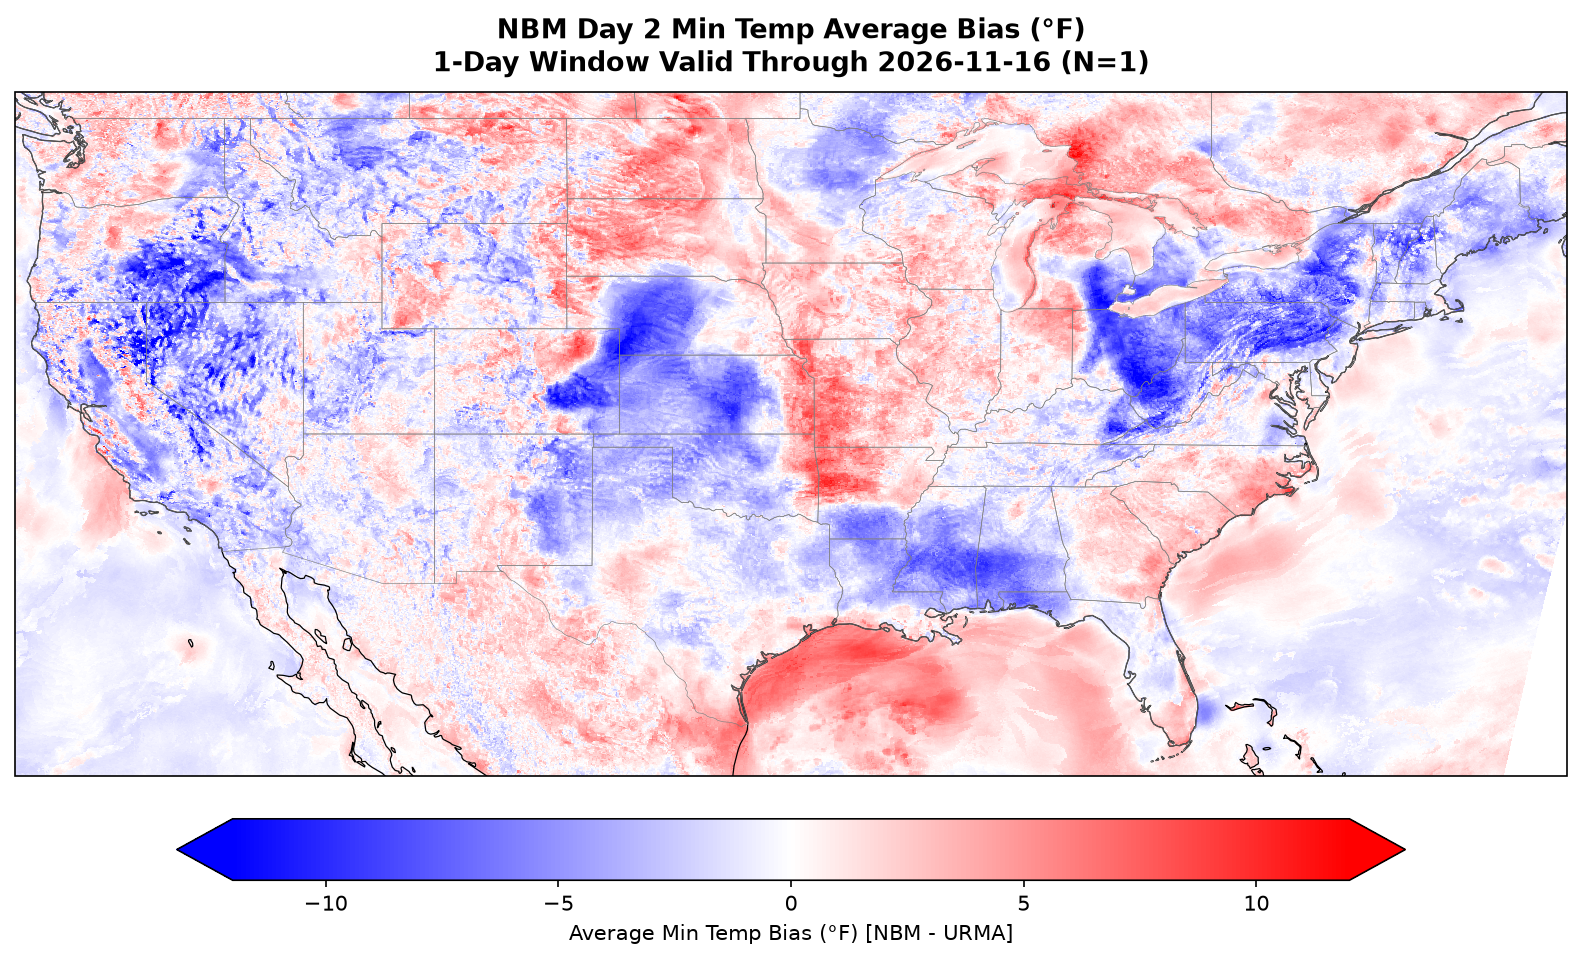 NBM Day 2 Min Temp Average Bias (°F)
1-Day Window Valid Through 2026-11-16 (N=1)
−10 −5 0 5 10
Average Min Temp Bias (°F) [NBM - URMA]